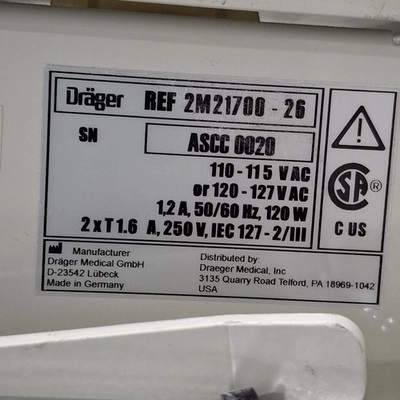 Dräger REF 2M21700 - 26
SN ASCC 0020
110 - 115 V AC
or 120 - 127 V AC
1,2 A, 50/60 Hz, 120 W
2 x T 1.6 A, 250 V, IEC 127 - 2/III
SA ®
C US
Manufacturer
Dräger Medical GmbH
D-23542 Lübeck
Made in Germany
Distributed by:
Draeger Medical, Inc
3135 Quarry Road Telford, PA 18969-1042
USA